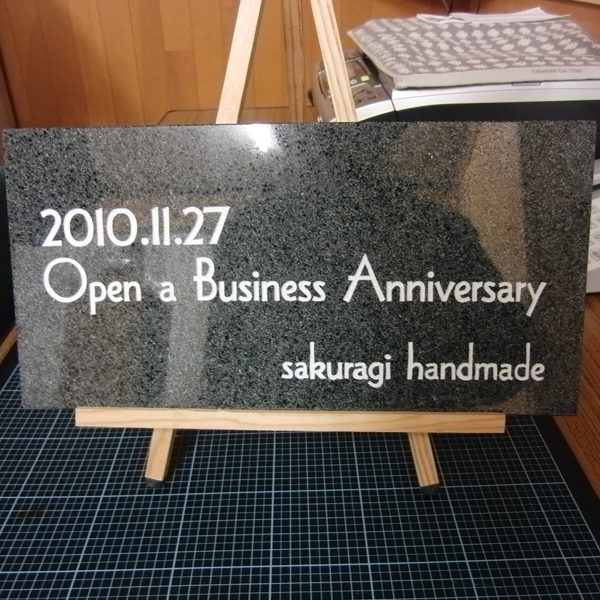 2010.11.27
Open a Business Anniversary
sakuragi handmade